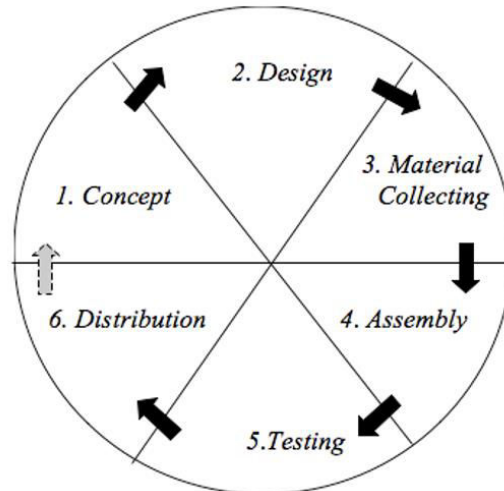 1. Concept
2. Design
3. Material
Collecting
4. Assembly
5.Testing
6. Distribution